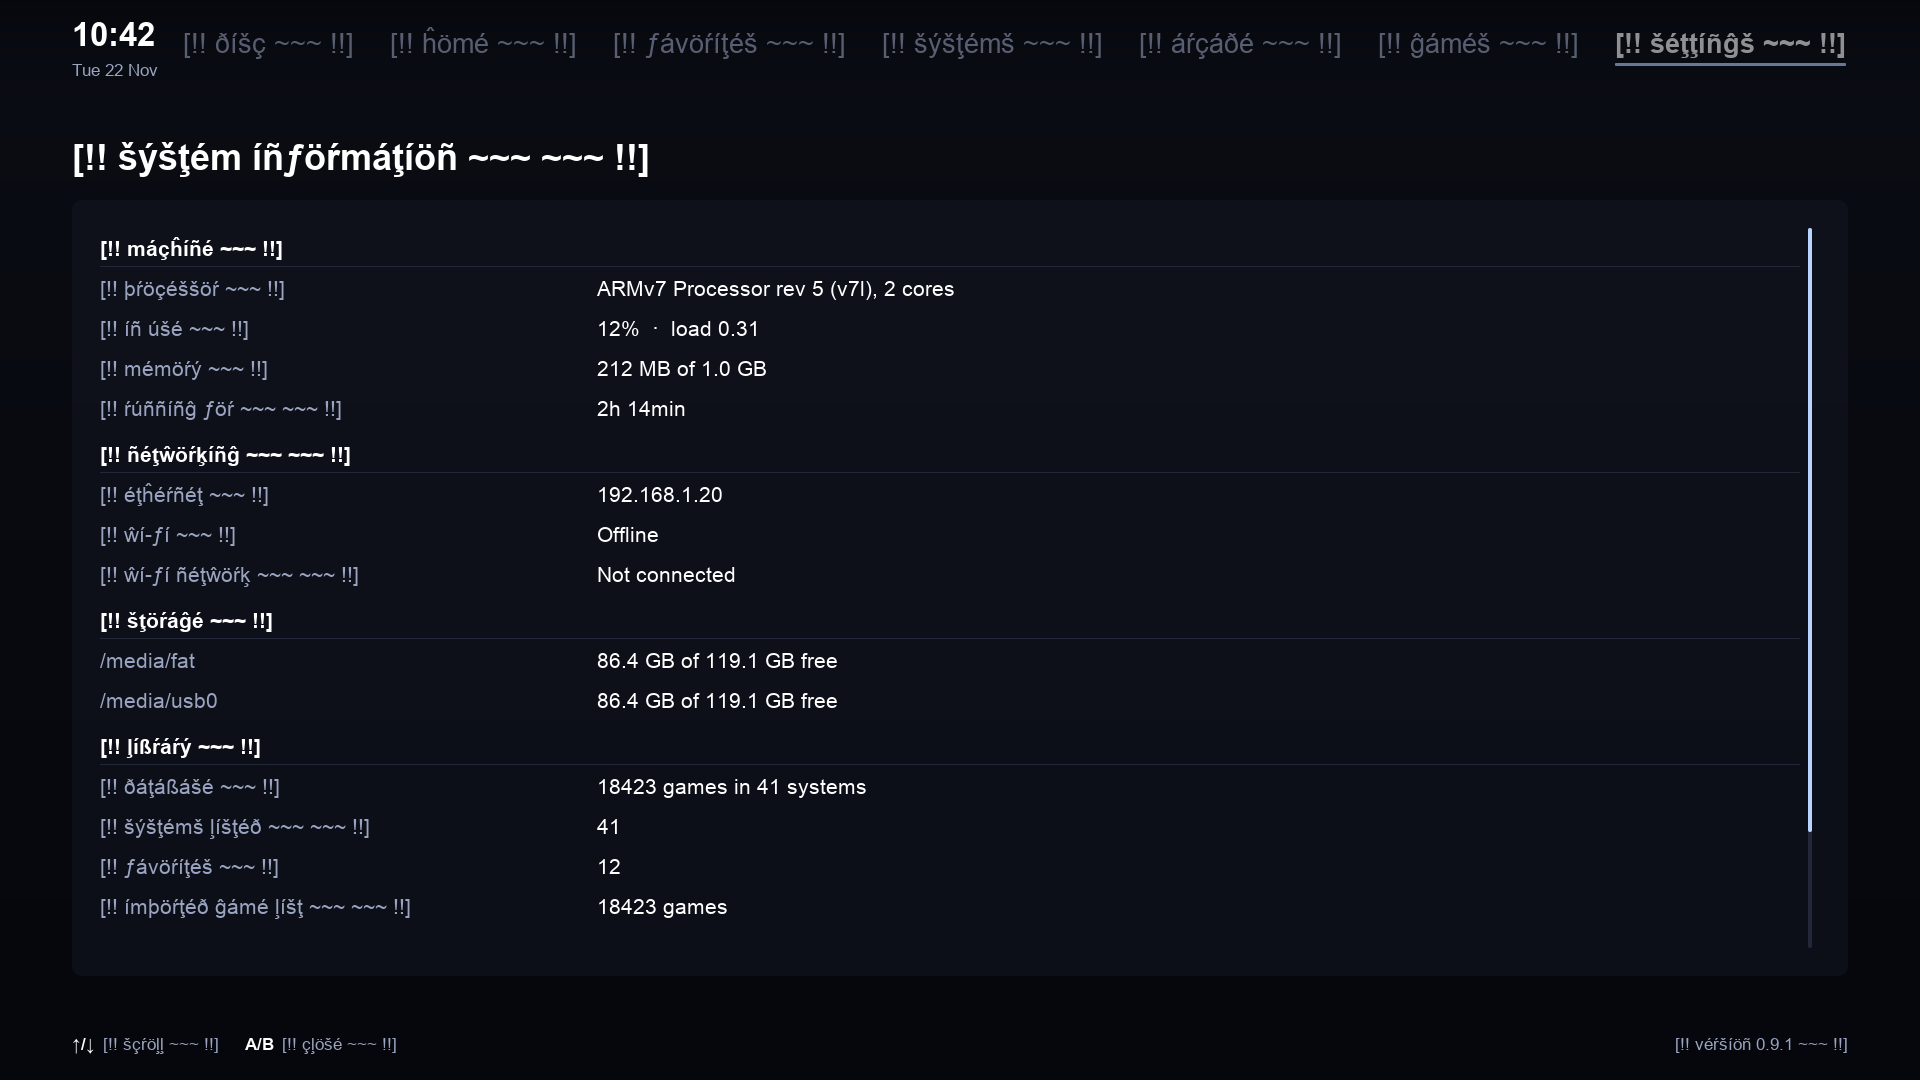 10:42
Tue 22 Nov
[!! ðíšç ~~~ !!] [!! ĥömé ~~~ !!] [!! ƒávöŕíţéš ~~~ !!] [!! šýšţémš ~~~ !!] [!! áŕçáðé ~~~ !!] [!! ĝáméš ~~~ !!] [!! šéţţíñĝš ~~~ !!]
[!! šýšţém íñƒöŕmáţíöñ ~~~ ~~~ !!]
[!! máçĥíñé ~~~ !!]
[!! þŕöçéššöŕ ~~~ !!] ARMv7 Processor rev 5 (v7l), 2 cores
[!! íñ úšé ~~~ !!] 12% · load 0.31
[!! mémöŕý ~~~ !!] 212 MB of 1.0 GB
[!! ŕúññíñĝ ƒöŕ ~~~ ~~~ !!] 2h 14min
[!! ñéţŵöŕķíñĝ ~~~ ~~~ !!]
[!! éţĥéŕñéţ ~~~ !!] 192.168.1.20
[!! ŵí-ƒí ~~~ !!] Offline
[!! ŵí-ƒí ñéţŵöŕķ ~~~ ~~~ !!] Not connected
[!! šţöŕáĝé ~~~ !!]
/media/fat 86.4 GB of 119.1 GB free
/media/usb0 86.4 GB of 119.1 GB free
[!! ļíßŕáŕý ~~~ !!]
[!! ðáţáßášé ~~~ !!] 18423 games in 41 systems
[!! šýšţémš ļíšţéð ~~~ ~~~ !!] 41
[!! ƒávöŕíţéš ~~~ !!] 12
[!! ímþöŕţéð ĝámé ļíšţ ~~~ ~~~ !!] 18423 games
↑/↓ [!! šçŕöļļ ~~~ !!] A/B [!! çļöšé ~~~ !!]
[!! véŕšíöñ 0.9.1 ~~~ !!]